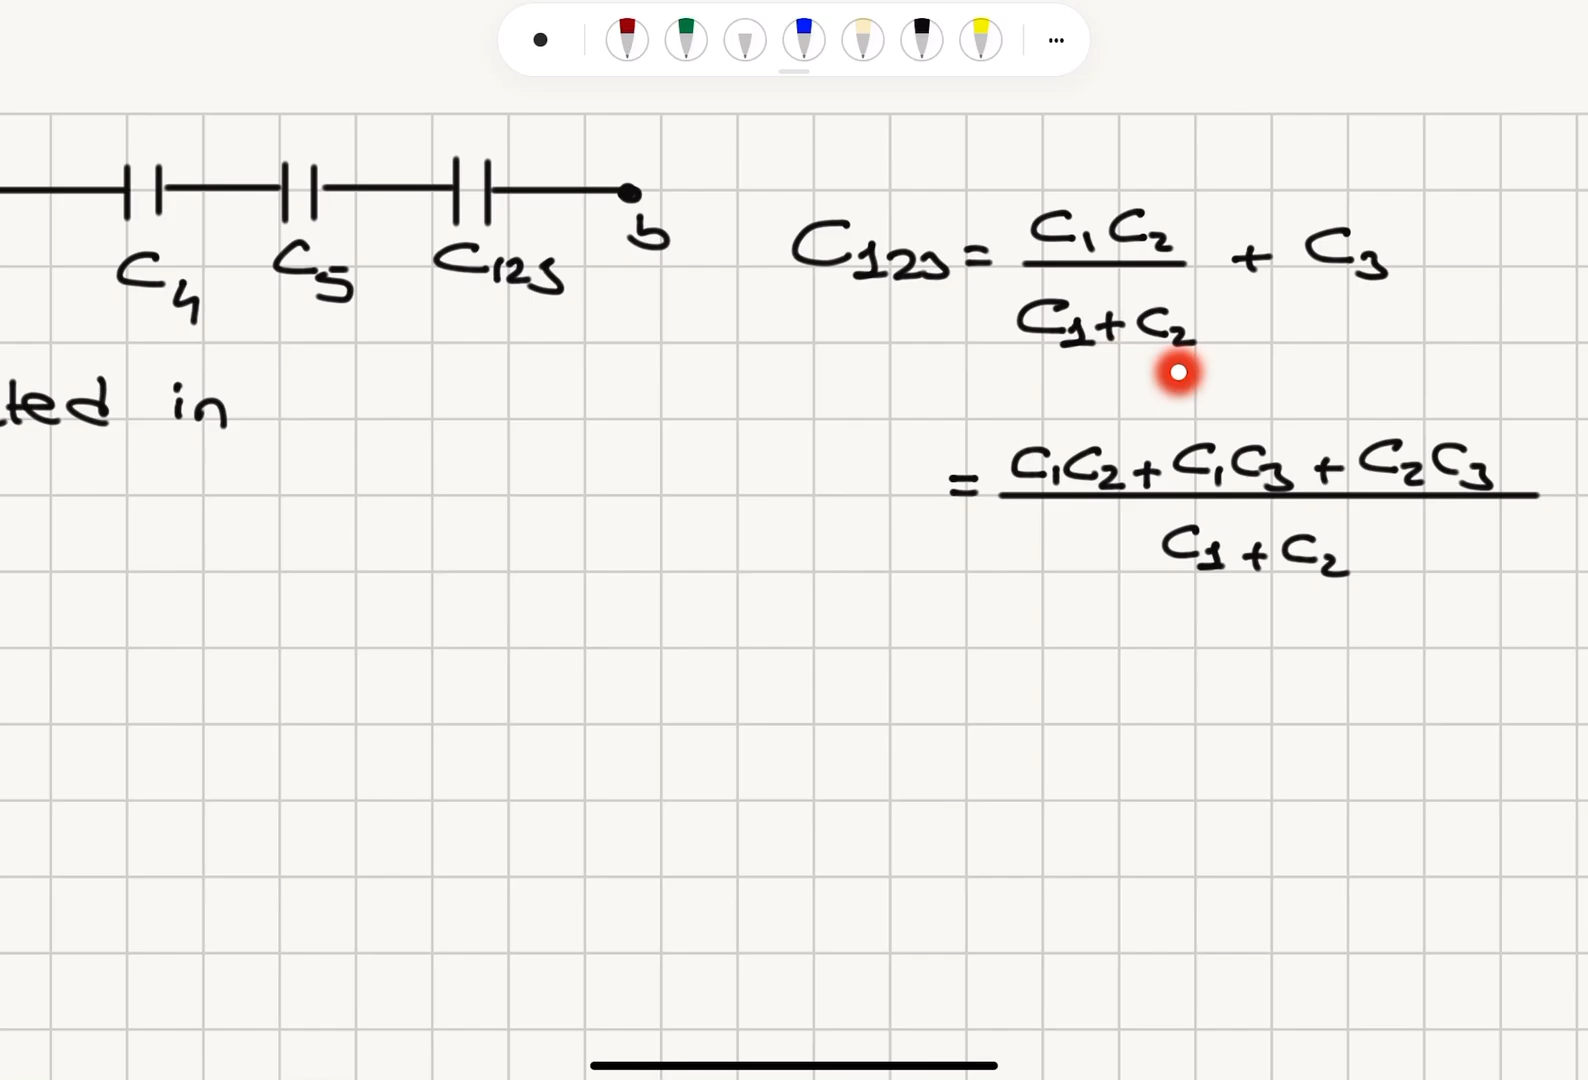 b
C₄ C₅ C₁₂₃
C₁₂₃ = C₁C₂ / C₁+C₂ + C₃
ted in
= C₁C₂ + C₁C₃ + C₂C₃ / C₁ + C₂